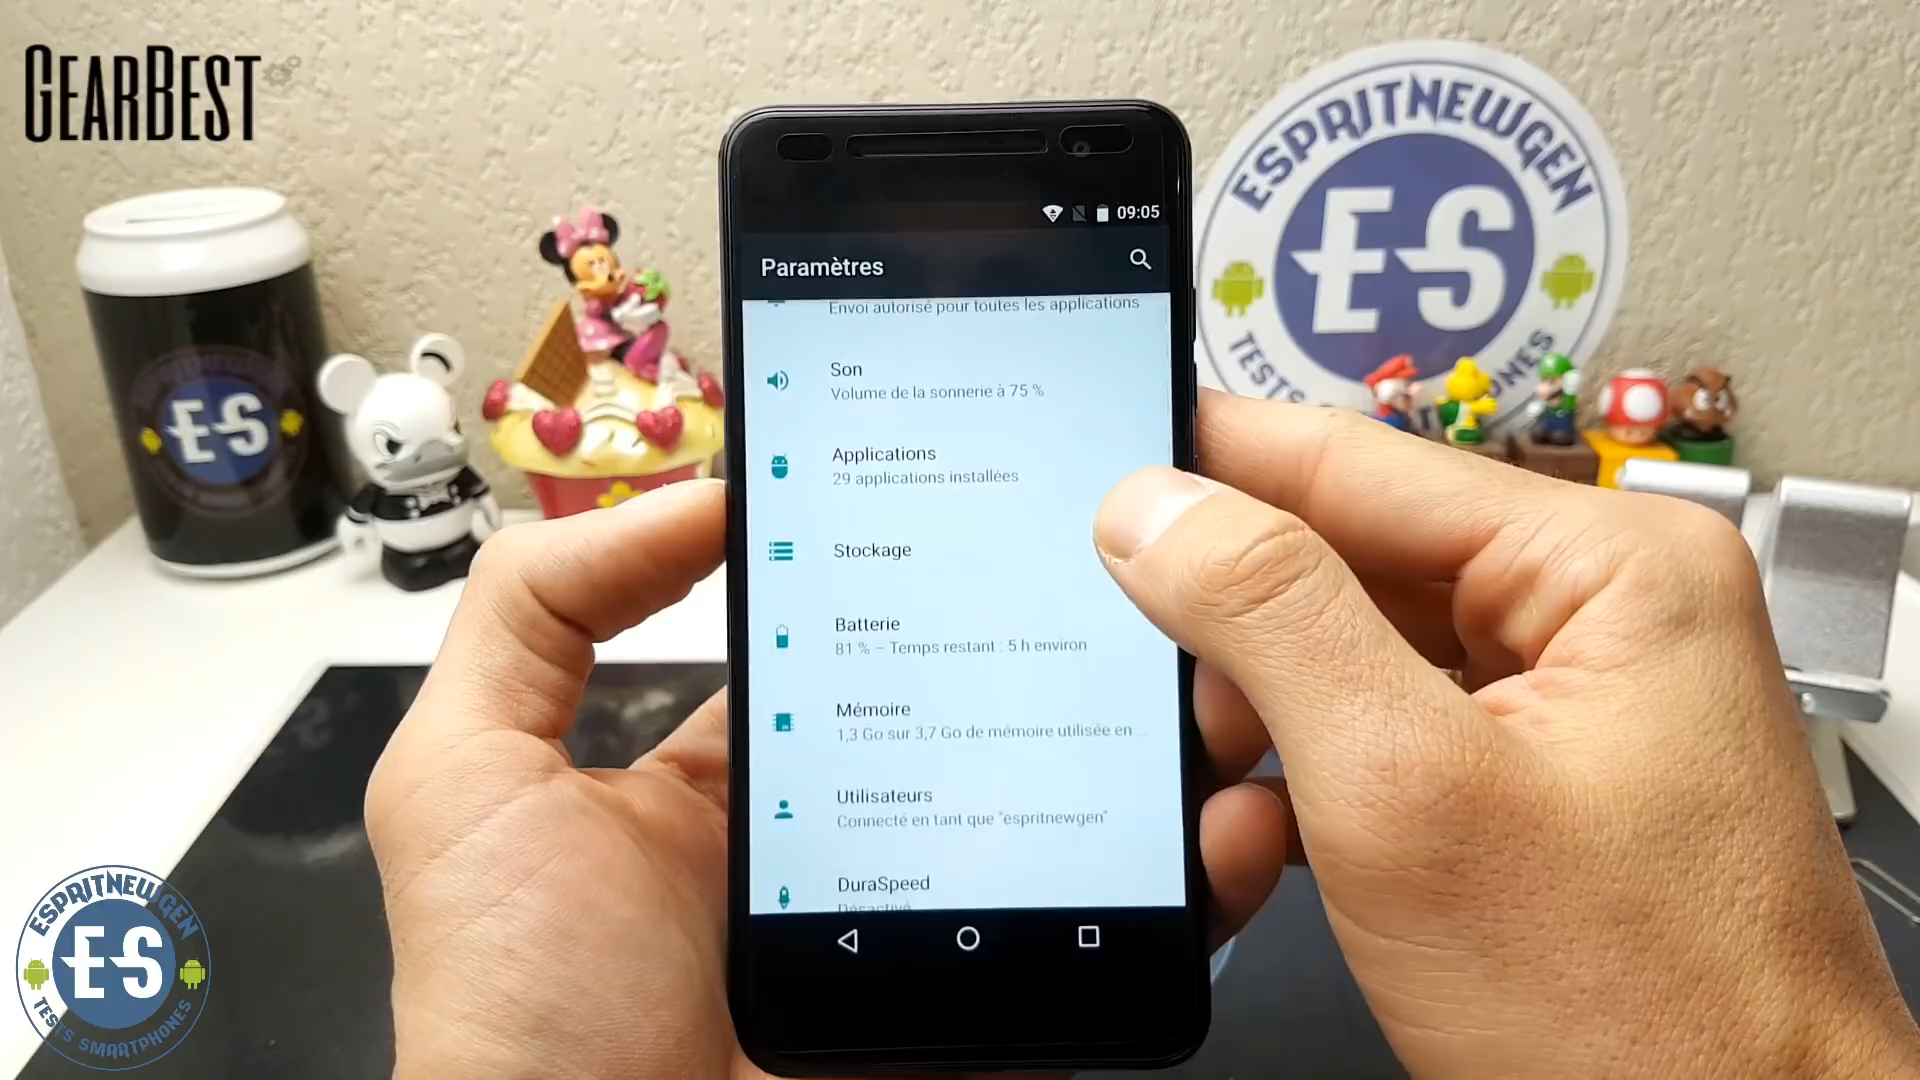 GEARBEST
ESPRITNEWGEN
ES
TESTS SMARTPHONES
ES
09:05
Paramètres
Envoi autorisé pour toutes les applications
Son
Volume de la sonnerie à 75 %
Applications
29 applications installées
Stockage
Batterie
81 % – Temps restant : 5 h environ
Mémoire
1,3 Go sur 3,7 Go de mémoire utilisée en ...
Utilisateurs
Connecté en tant que "espritnewgen"
DuraSpeed
Désactivé
ESPRITNEWGEN
ES
TESTS SMARTPHONES